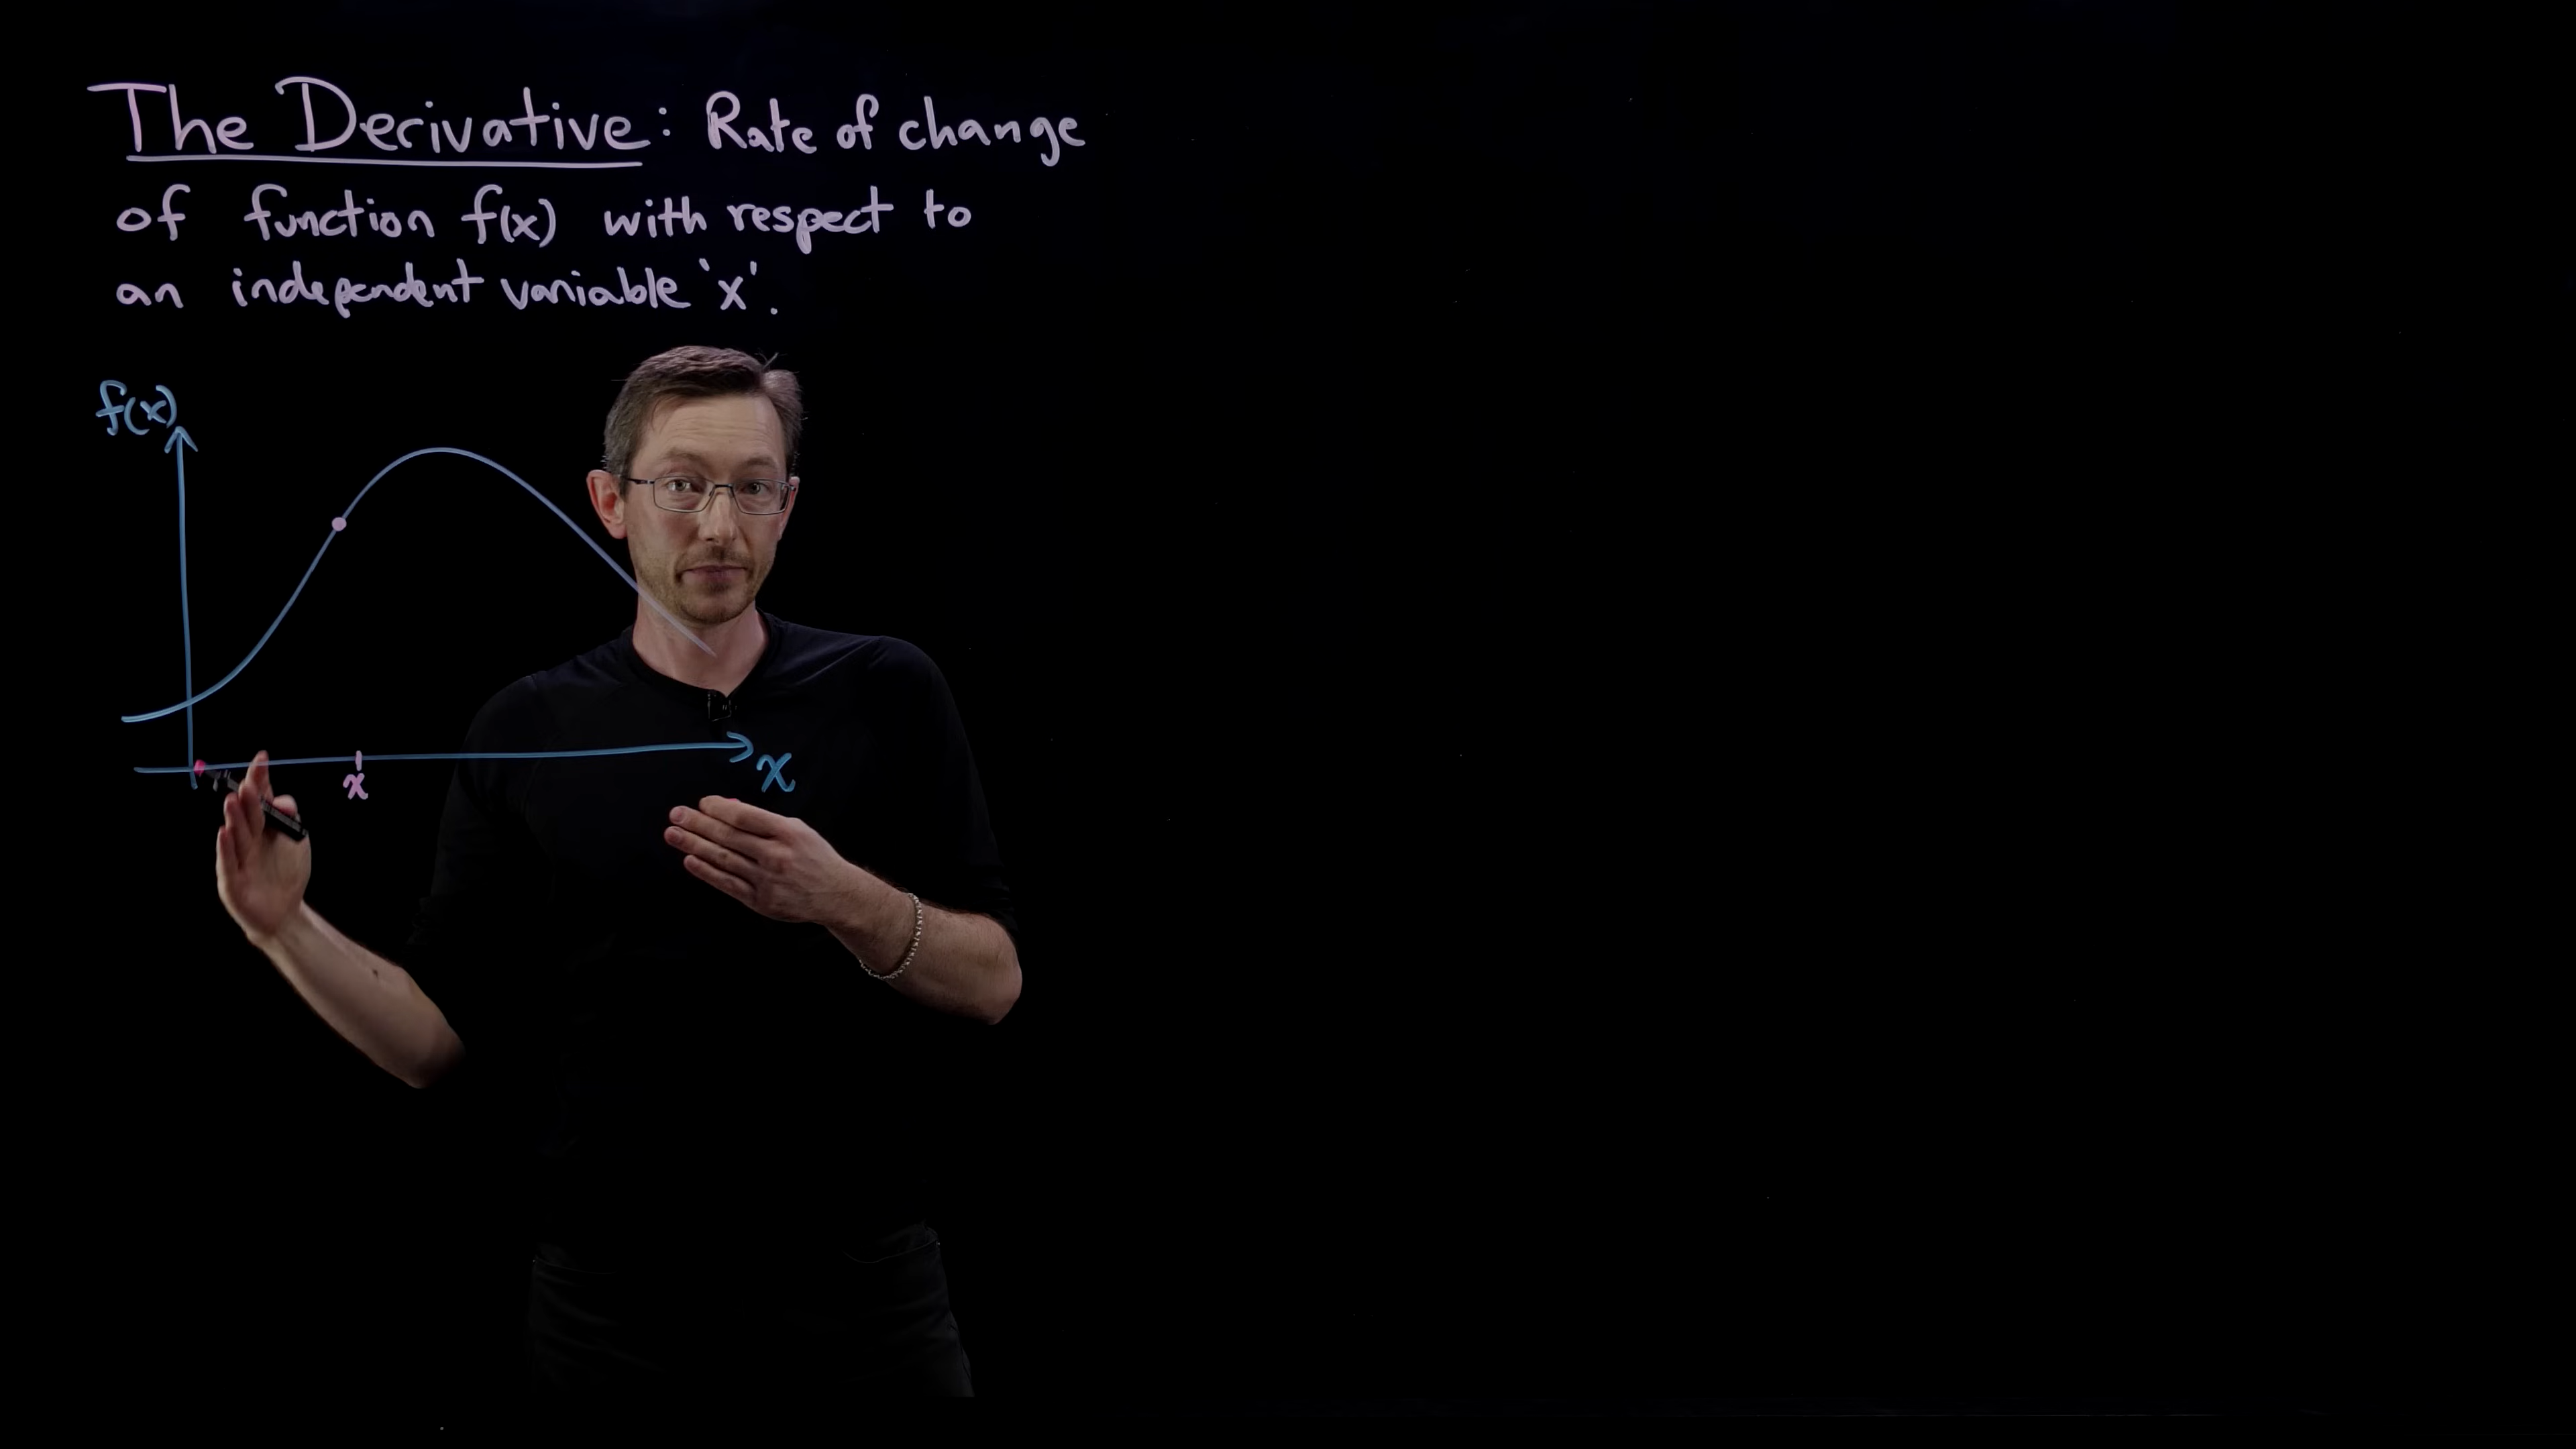 The Derivative: Rate of change
of function f(x) with respect to
an independent variable 'x'.
f(x)
x
x